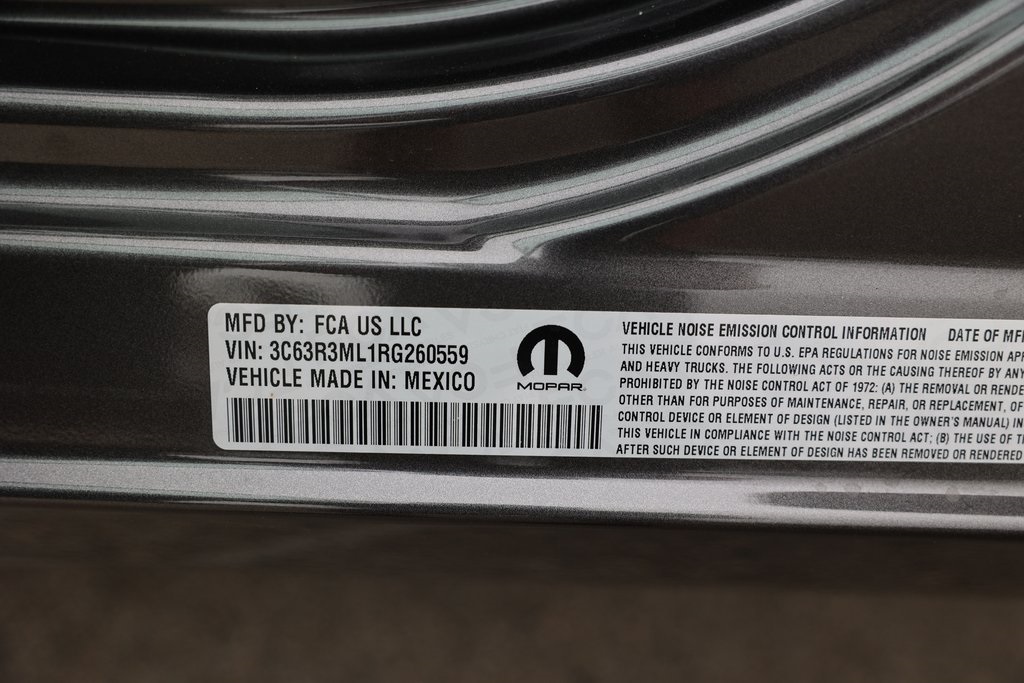 MFD BY: FCA US LLC
VIN: 3C63R3ML1RG260559
VEHICLE MADE IN: MEXICO
MOPAR
VEHICLE NOISE EMISSION CONTROL INFORMATION DATE OF MF
THIS VEHICLE CONFORMS TO U.S. EPA REGULATIONS FOR NOISE EMISSION APP
AND HEAVY TRUCKS. THE FOLLOWING ACTS OR THE CAUSING THEREOF BY ANY
PROHIBITED BY THE NOISE CONTROL ACT OF 1972: (A) THE REMOVAL OR RENDE
OTHER THAN FOR PURPOSES OF MAINTENANCE, REPAIR, OR REPLACEMENT, OF
CONTROL DEVICE OR ELEMENT OF DESIGN (LISTED IN THE OWNER'S MANUAL) IN
THIS VEHICLE IN COMPLIANCE WITH THE NOISE CONTROL ACT; (B) THE USE OF T
AFTER SUCH DEVICE OR ELEMENT OF DESIGN HAS BEEN REMOVED OR RENDERED